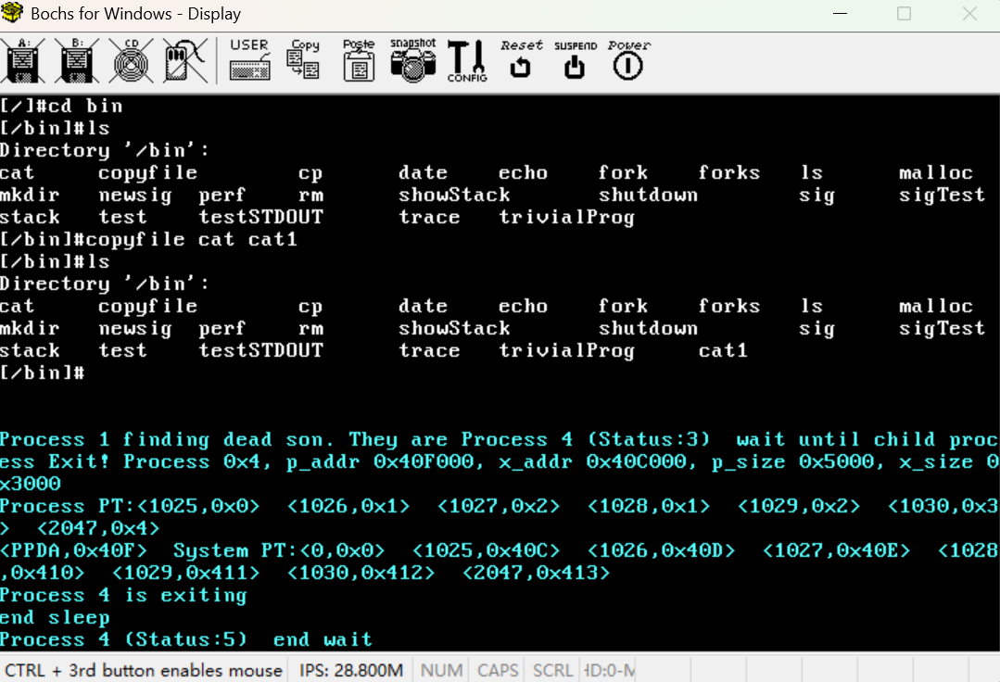 Bochs for Windows - Display
A: B: CD USER Copy Paste snapshot CONFIG Reset SUSPEND Power
[/]#cd bin
[/bin]#ls
Directory '/bin':
cat copyfile cp date echo fork forks ls malloc
mkdir newsig perf rm showStack shutdown sig sigTest
stack test testSTDOUT trace trivialProg
[/bin]#copyfile cat cat1
[/bin]#ls
Directory '/bin':
cat copyfile cp date echo fork forks ls malloc
mkdir newsig perf rm showStack shutdown sig sigTest
stack test testSTDOUT trace trivialProg cat1
[/bin]#
Process 1 finding dead son. They are Process 4 (Status:3)  wait until child proc
ess Exit! Process 0x4, p_addr 0x40F000, x_addr 0x40C000, p_size 0x5000, x_size 0
x3000
Process PT:<1025,0x0>  <1026,0x1>  <1027,0x2>  <1028,0x1>  <1029,0x2>  <1030,0x3
>  <2047,0x4>
<PPDA,0x40F>  System PT:<0,0x0>  <1025,0x40C>  <1026,0x40D>  <1027,0x40E>  <1028
,0x410>  <1029,0x411>  <1030,0x412>  <2047,0x413>
Process 4 is exiting
end sleep
Process 4 (Status:5)  end wait
CTRL + 3rd button enables mouse IPS: 28.800M NUM CAPS SCRL HD:0-M